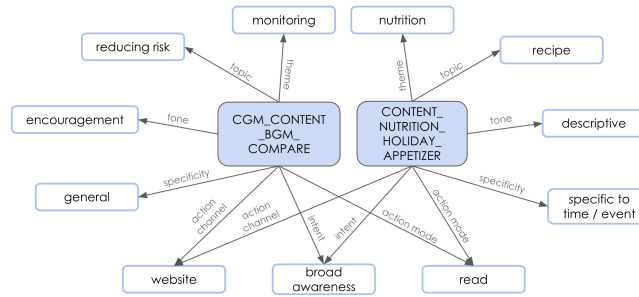 monitoring
nutrition
reducing risk
recipe
topic
theme
theme
topic
encouragement
tone
CGM_CONTENT
_BGM_
COMPARE
CONTENT_
NUTRITION_
HOLIDAY_
APPETIZER
tone
descriptive
general
specificity
specificity
specific to
time / event
action
channel
action
channel
intent
intent
action mode
action mode
website
broad
awareness
read